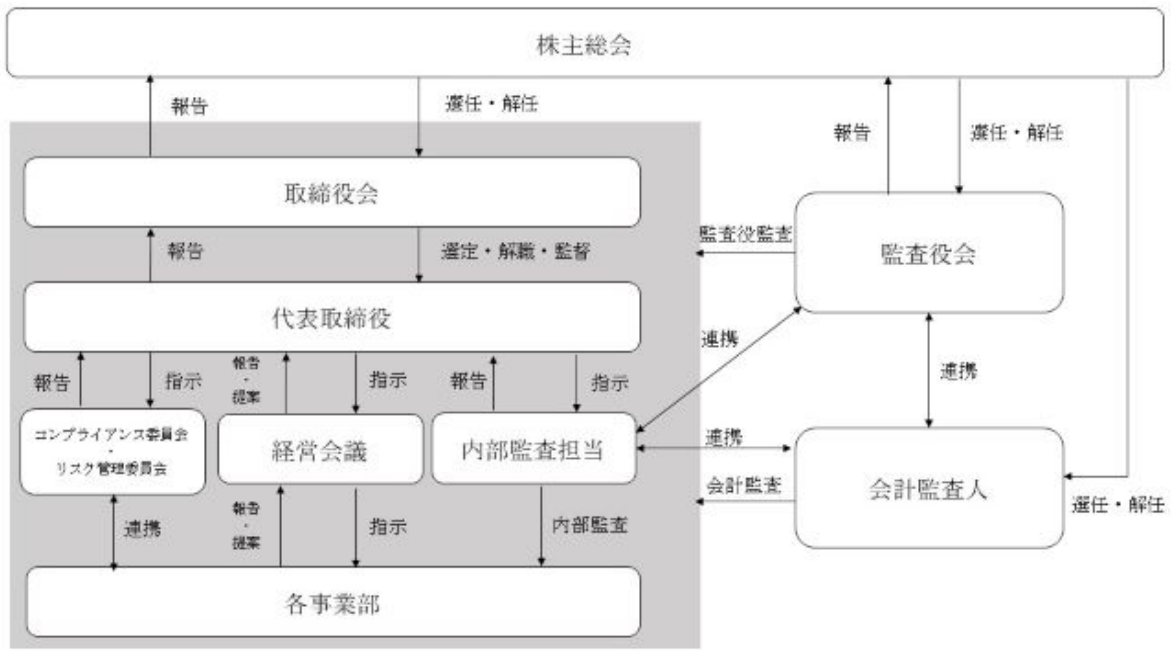 株主総会
報告
選任・解任
報告
選任・解任
取締役会
監査役監査
監査役会
報告
選定・解職・監督
代表取締役
連携
報告
指示
報告
・
提案
指示
報告
指示
連携
コンプライアンス委員会
・
リスク管理委員会
経営会議
内部監査担当
連携
会計監査
会計監査人
選任・解任
連携
報告
・
提案
指示
内部監査
各事業部